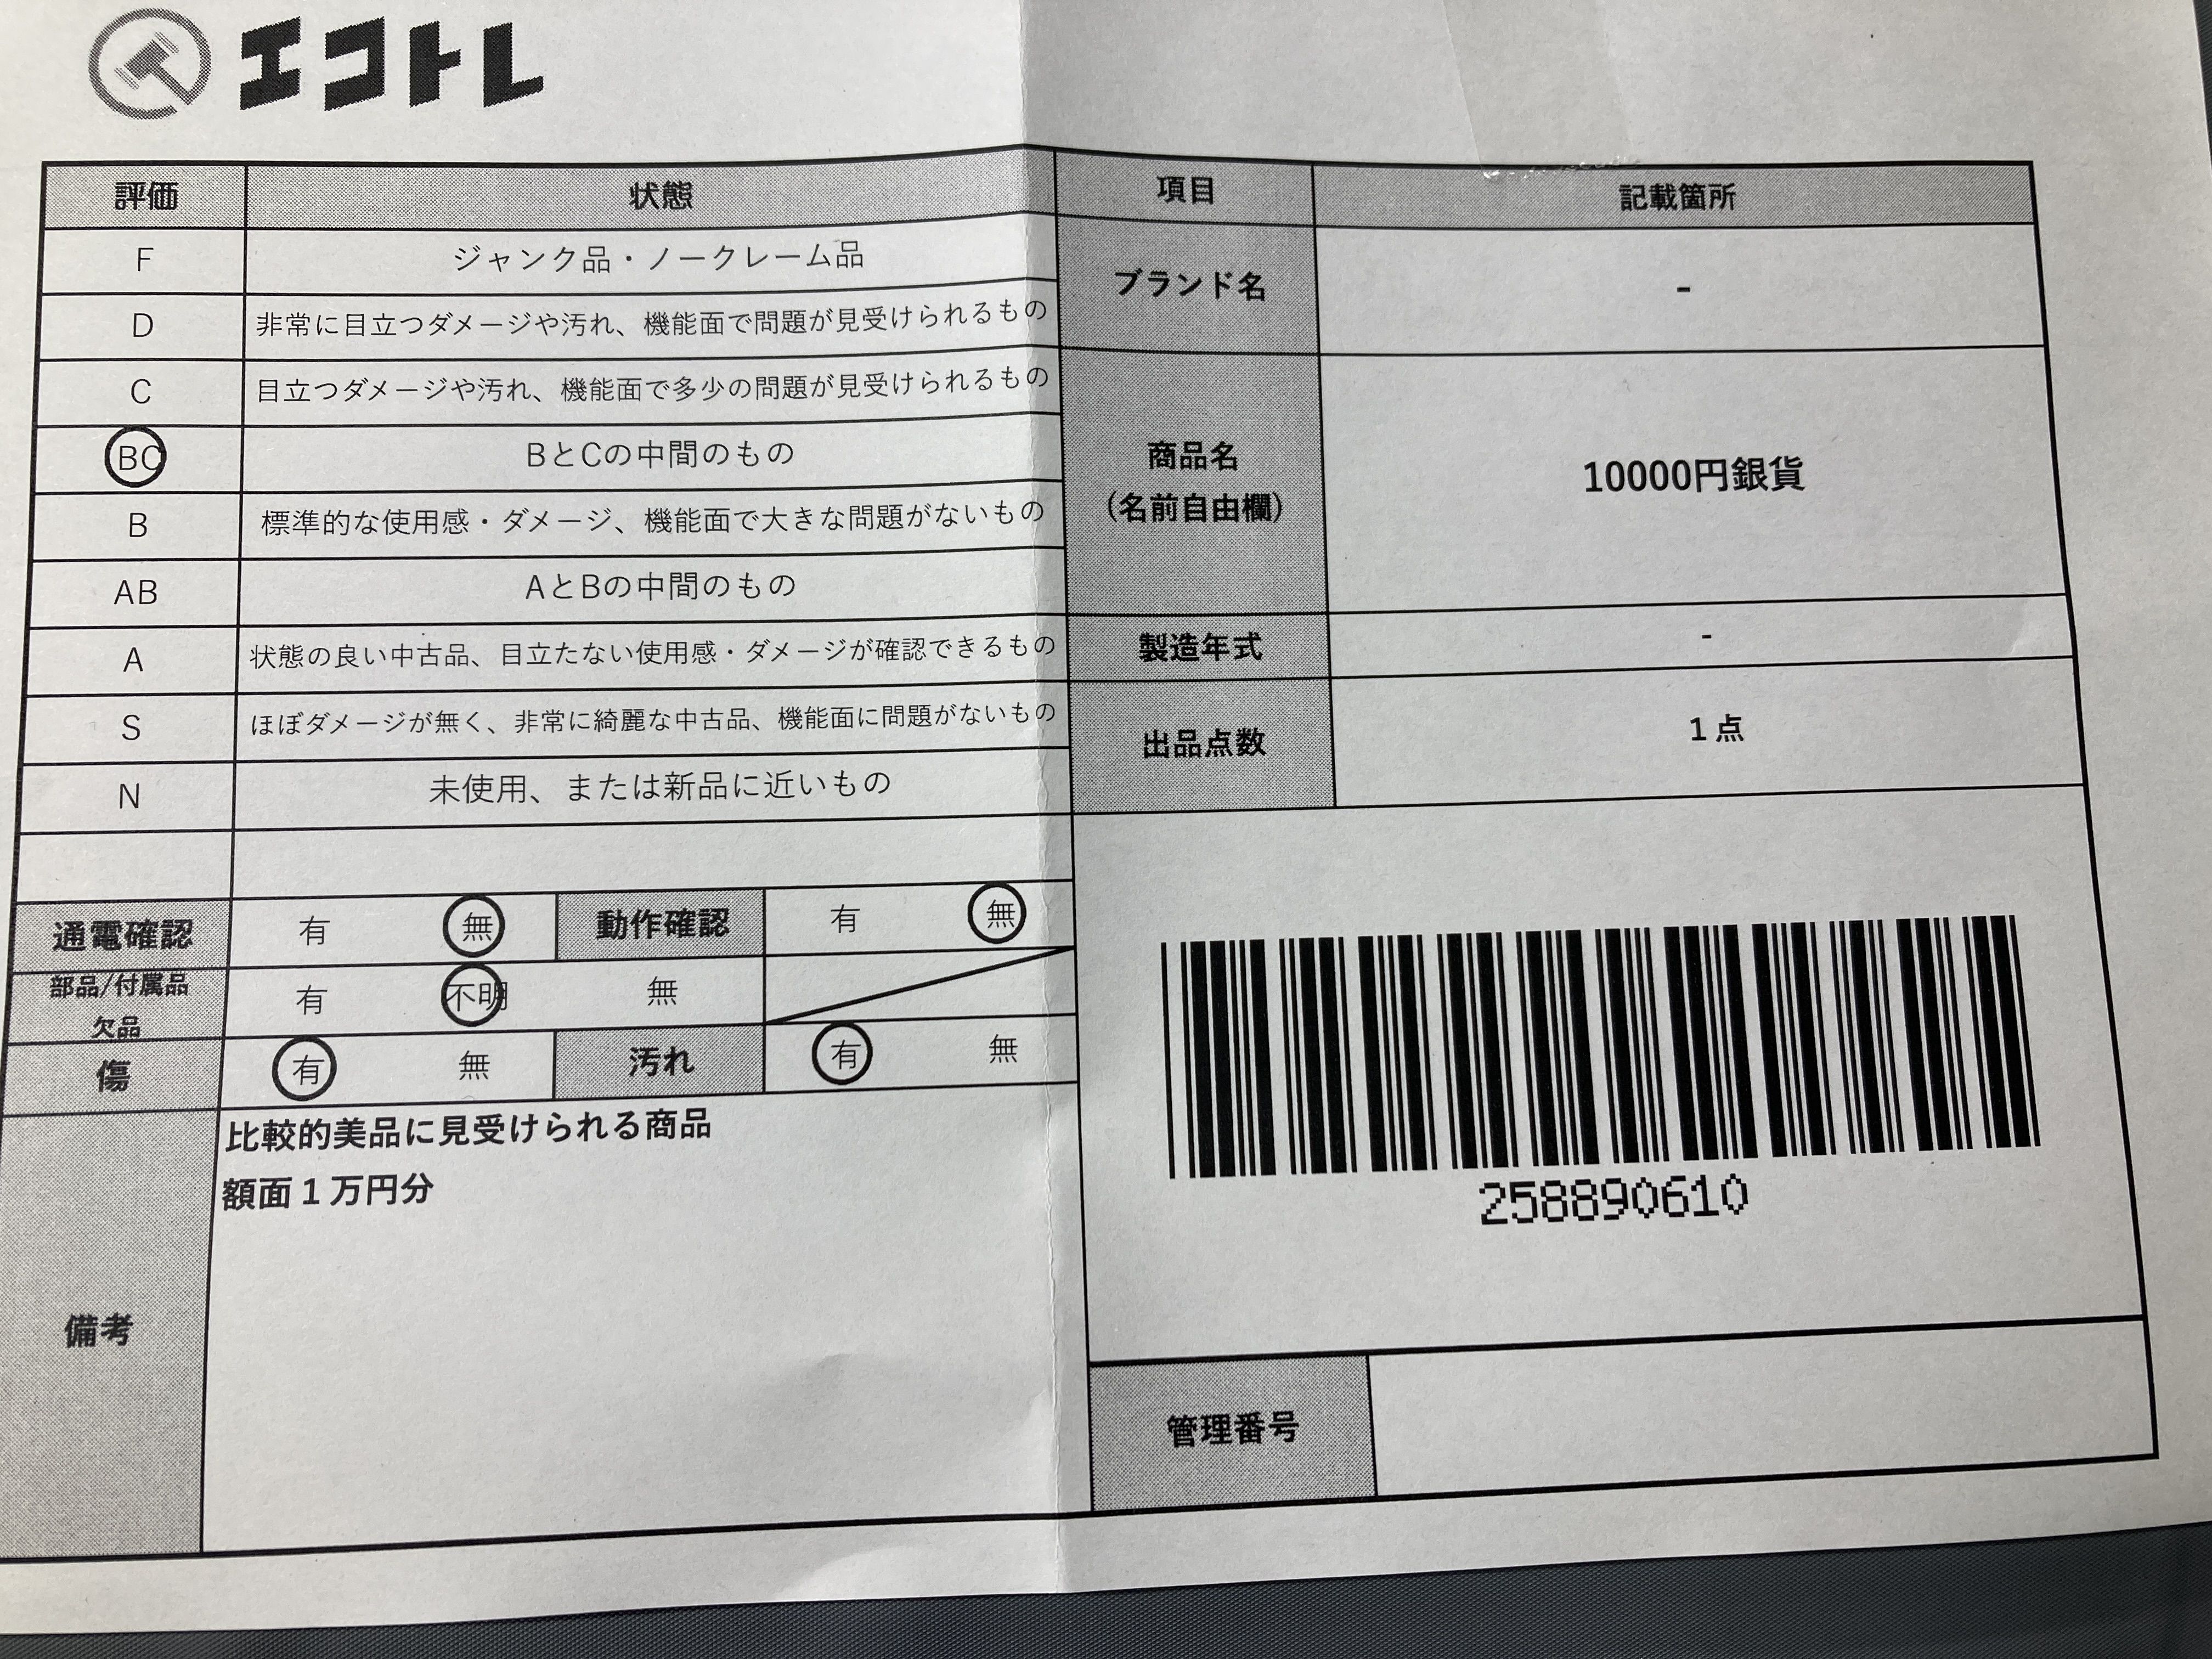 エコトレ
評価 状態
F ジャンク品・ノークレーム品
D 非常に目立つダメージや汚れ、機能面で問題が見受けられるもの
C 目立つダメージや汚れ、機能面で多少の問題が見受けられるもの
BC BとCの中間のもの
B 標準的な使用感・ダメージ、機能面で大きな問題がないもの
AB AとBの中間のもの
A 状態の良い中古品、目立たない使用感・ダメージが確認できるもの
S ほぼダメージが無く、非常に綺麗な中古品、機能面に問題がないもの
N 未使用、または新品に近いもの
通電確認 有 無 動作確認 有 無
部品/付属品
欠品 有 不明 無
傷 有 無 汚れ 有 無
備考
比較的美品に見受けられる商品
額面1万円分
項目 記載箇所
ブランド名 -
商品名
(名前自由欄) 10000円銀貨
製造年式 -
出品点数 1点
258890610
管理番号